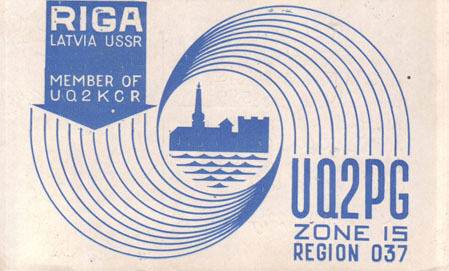 RIGA
LATVIA USSR
MEMBER OF
UQ2KCR
UQ2PG
ZONE 15
REGION 037